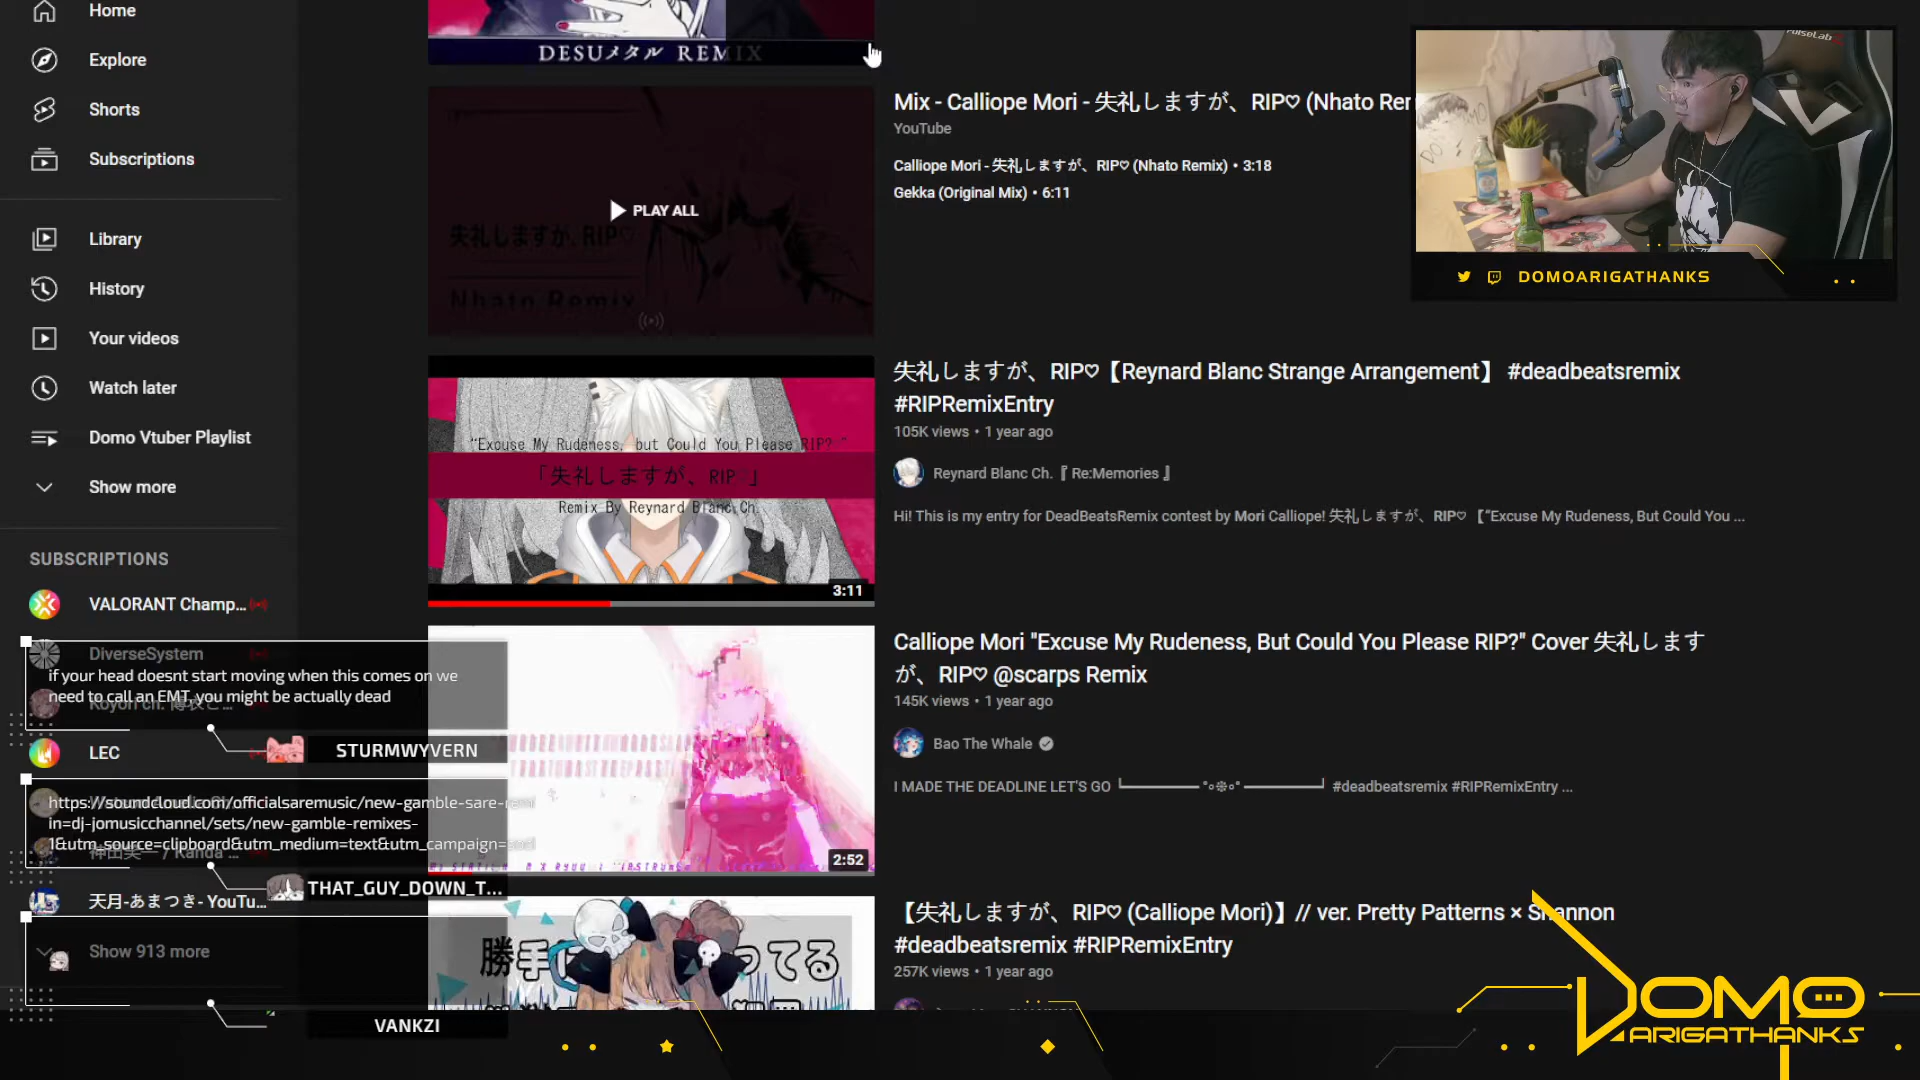 Home
Explore
Shorts
Subscriptions
Library
History
Your videos
Watch later
Domo Vtuber Playlist
Show more
SUBSCRIPTIONS
VALORANT Champ...
DiverseSystem
if your head doesnt start moving when this comes on we
need to call an EMT, you might be actually dead
STURMWYVERN
LEC
https://soundcloud.com/officialsaremusic/new-gamble-sare-remi
in=dj-jomusicchannel/sets/new-gamble-remixes-
1&utm_source=clipboard&utm_medium=text&utm_campaign=soci
THAT_GUY_DOWN_T...
天月-あまつき- YouTu...
Show 913 more
VANKZI
DESUメタル REMIX
失礼しますが、RIP♡
Nhato Remix
PLAY ALL
Mix - Calliope Mori - 失礼しますが、RIP♡ (Nhato Rer
YouTube
Calliope Mori - 失礼しますが、RIP♡ (Nhato Remix) • 3:18
Gekka (Original Mix) • 6:11
"Excuse My Rudeness, but Could You Please RIP? "
「失礼しますが、RIP♡」
Remix By Reynard Blanc Ch.
3:11
失礼しますが、RIP♡【Reynard Blanc Strange Arrangement】 #deadbeatsremix
#RIPRemixEntry
105K views • 1 year ago
Reynard Blanc Ch.『 Re:Memories 』
Hi! This is my entry for DeadBeatsRemix contest by Mori Calliope! 失礼しますが、RIP♡ 【“Excuse My Rudeness, But Could You ...
2:52
Calliope Mori "Excuse My Rudeness, But Could You Please RIP?" Cover 失礼します
が、RIP♡ @scarps Remix
145K views • 1 year ago
Bao The Whale
I MADE THE DEADLINE LET'S GO ┗━━━━━━━ °•❊•° ━━━━━━━┛ #deadbeatsremix #RIPRemixEntry ...
【失礼しますが、RIP♡ (Calliope Mori)】// ver. Pretty Patterns × Shannon
#deadbeatsremix #RIPRemixEntry
257K views • 1 year ago
PulseLabz
DOMOARIGATHANKS
DOMO
ARIGATHANKS